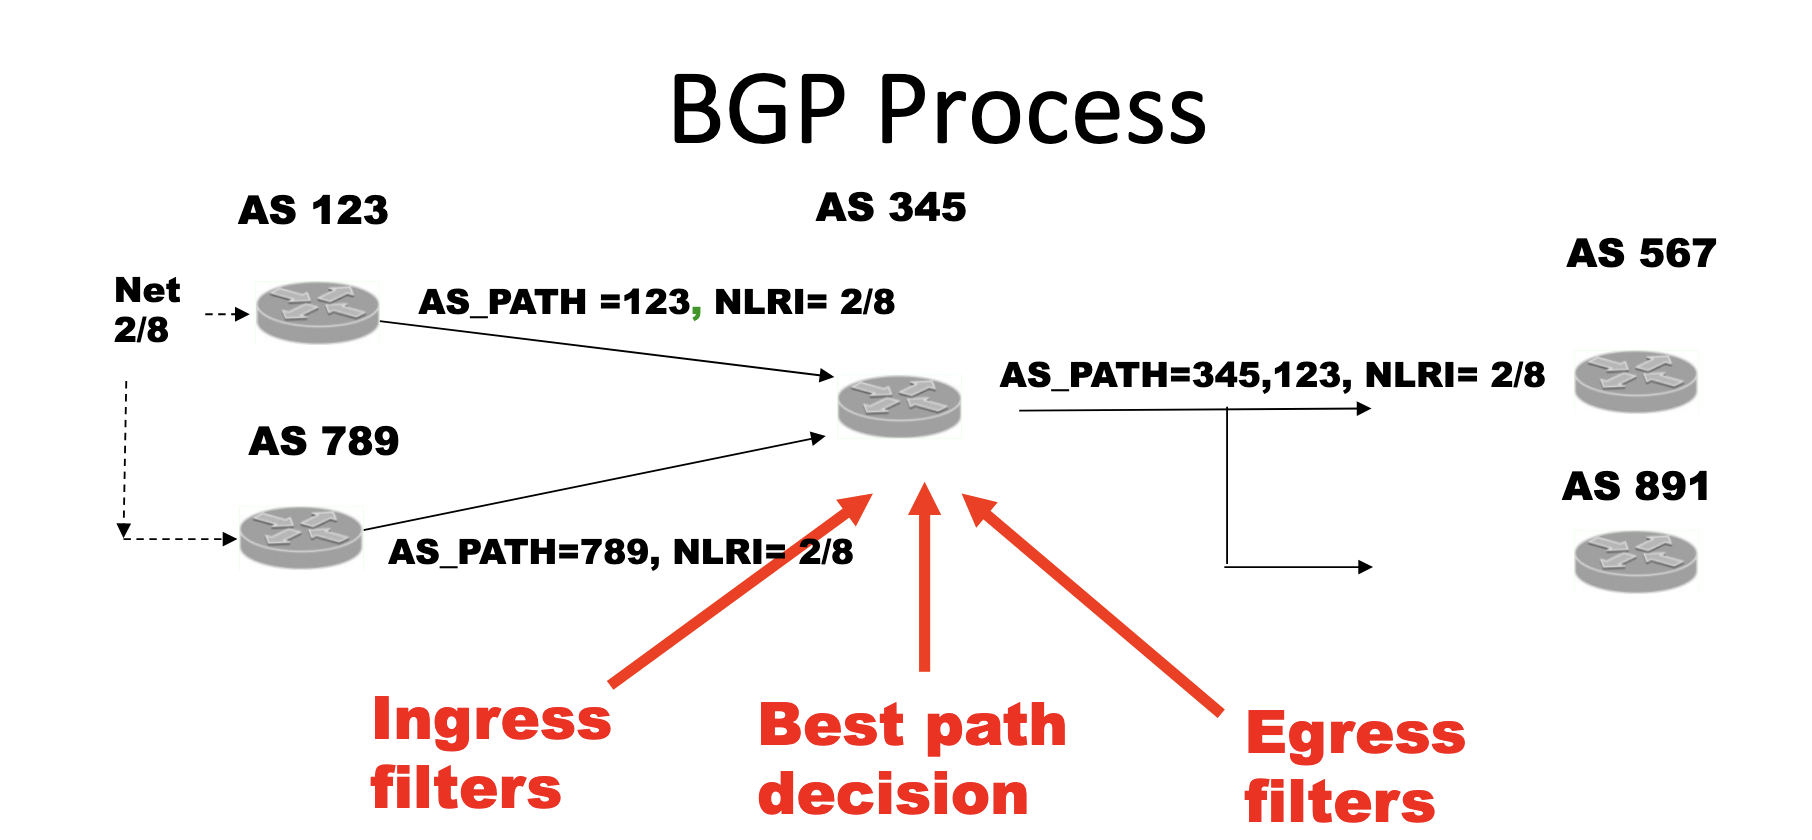 BGP Process
AS 123
AS 345
AS 567
Net
2/8
AS_PATH =123, NLRI= 2/8
AS_PATH=345,123, NLRI= 2/8
AS 789
AS 891
AS_PATH=789, NLRI= 2/8
Ingress
filters
Best path
decision
Egress
filters